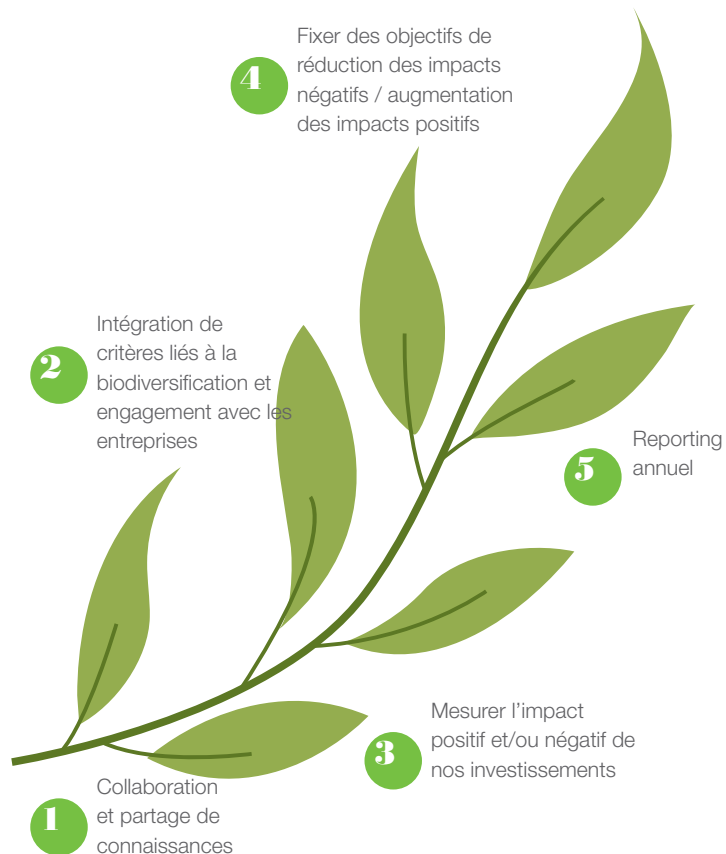 4
Fixer des objectifs de
réduction des impacts
négatifs / augmentation
des impacts positifs
2
Intégration de
critères liés à la
biodiversification et
engagement avec les
entreprises
5
Reporting
annuel
3
Mesurer l’impact
positif et/ou négatif de
nos investissements
1
Collaboration
et partage de
connaissances